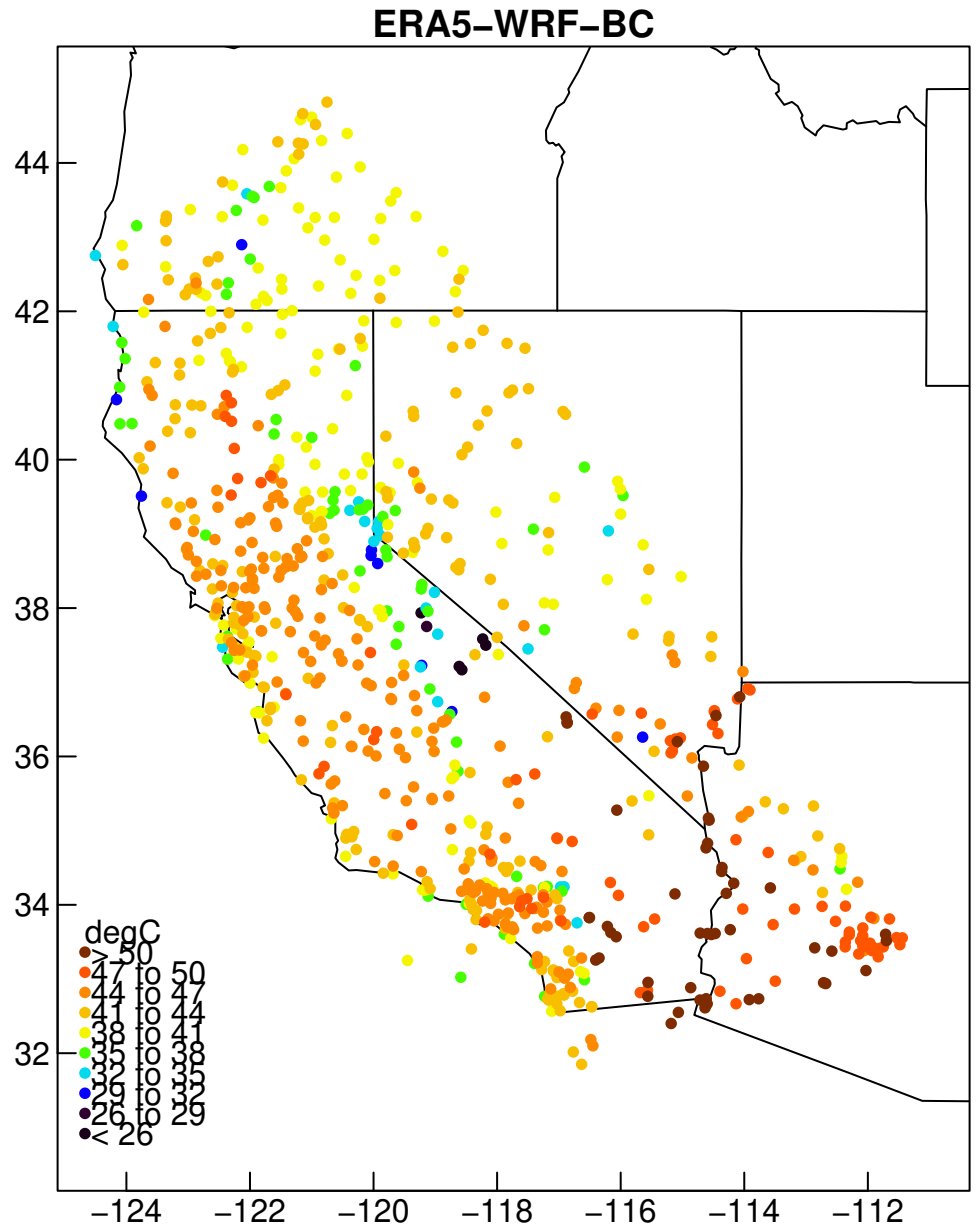 ERA5−WRF−BC
44
42
40
38
36
34
32
degC
> 50
47 to 50
44 to 47
41 to 44
38 to 41
35 to 38
32 to 35
29 to 32
26 to 29
< 26
−124 −122 −120 −118 −116 −114 −112